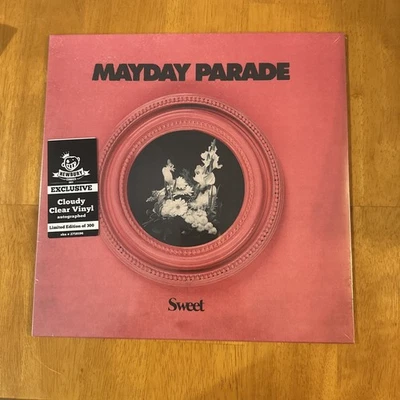 MAYDAY PARADE
NEWBURY
EXCLUSIVE
Cloudy
Clear Vinyl
autographed
Limited Edition of 300
Sweet